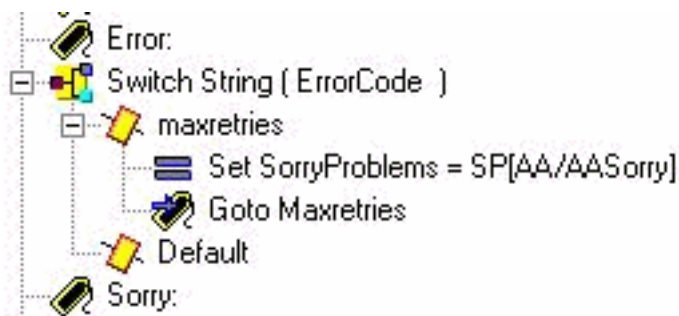 Error:
Switch String ( ErrorCode  )
maxretries
Set SorryProblems = SP[AA/AASorry]
Goto Maxretries
Default
Sorry: